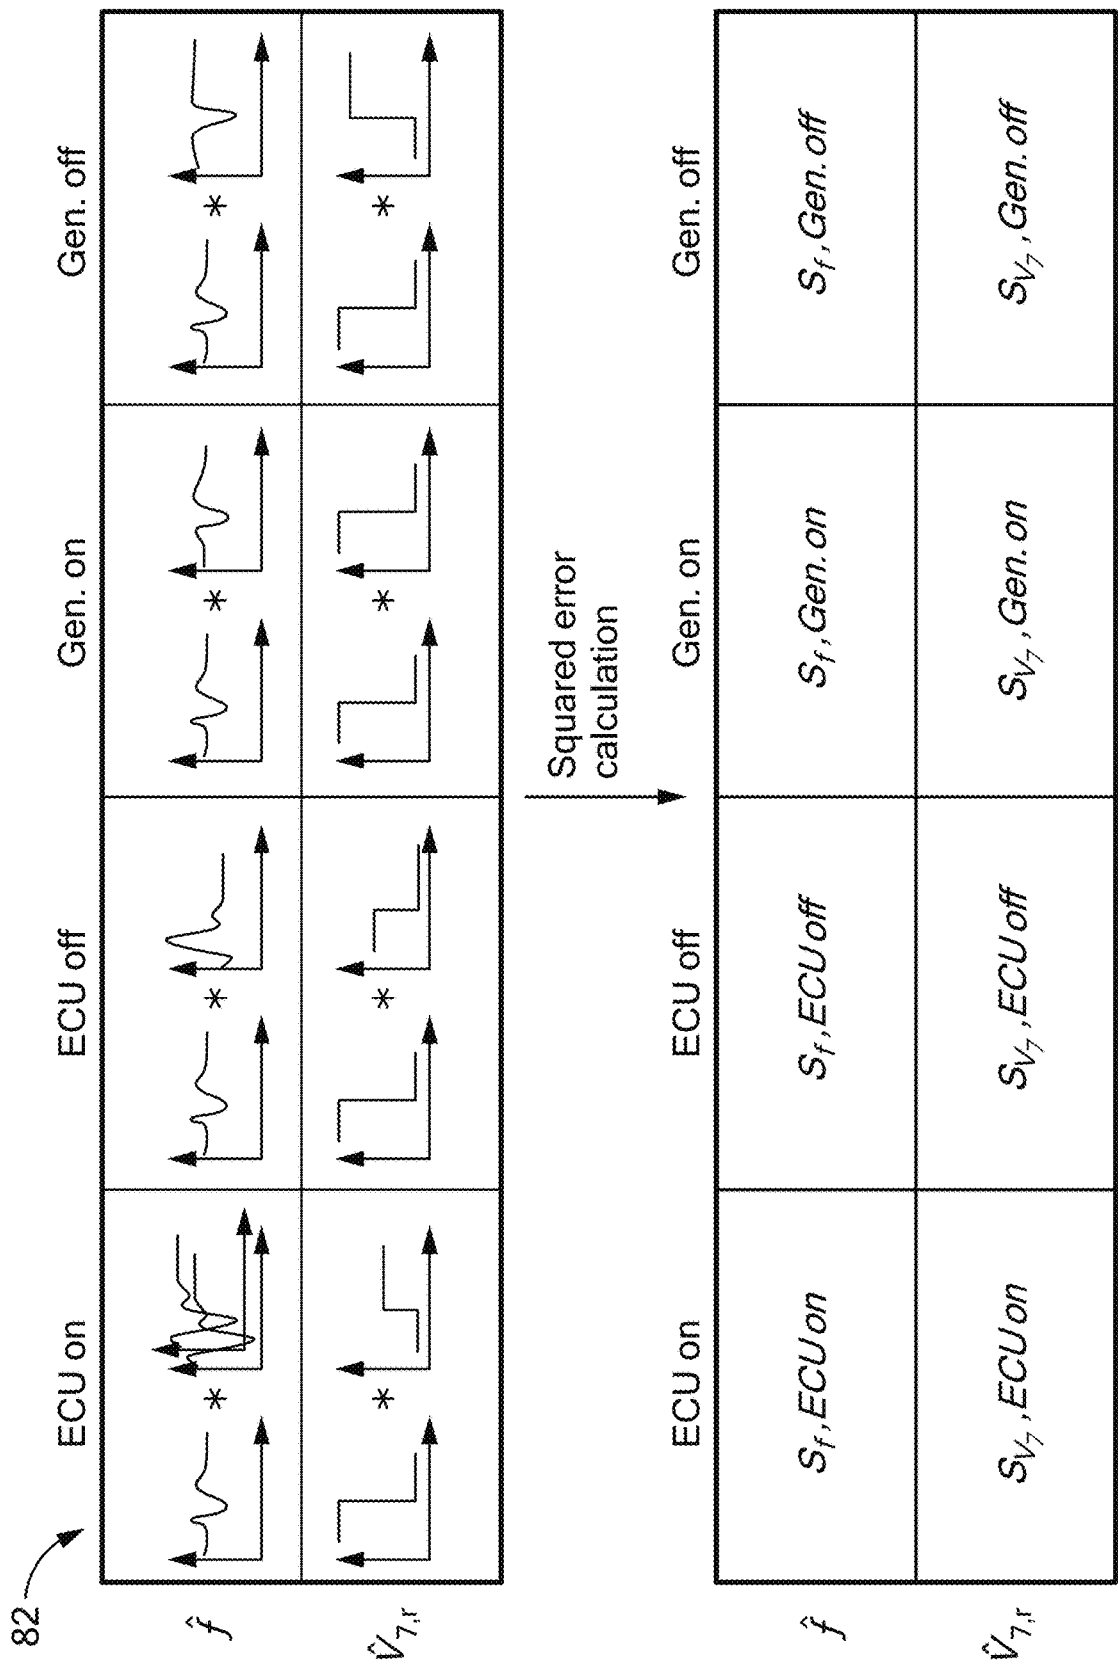 82
ECU on
ECU off
Gen. on
Gen. off
f̂
*
*
*
*
V̂7,r
*
*
*
*
Squared error
calculation
ECU on
ECU off
Gen. on
Gen. off
f̂
Sf,ECU on
Sf,ECU off
Sf,Gen. on
Sf,Gen. off
V̂7,r
SV7,ECU on
SV7,ECU off
SV7,Gen. on
SV7,Gen. off